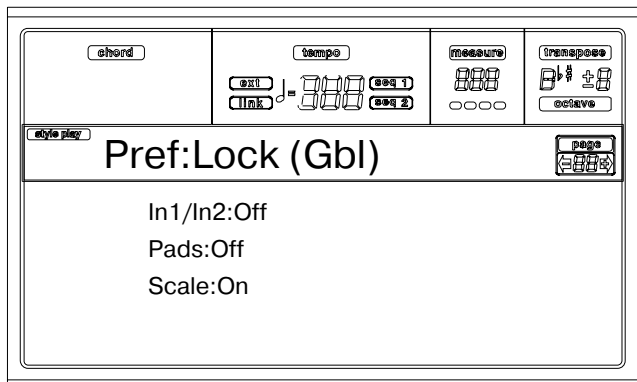 chord
tempo
measure
transpose
ext
seq 1
link
seq 2
octave
style play
Pref:Lock (Gbl)
page
In1/In2:Off
Pads:Off
Scale:On